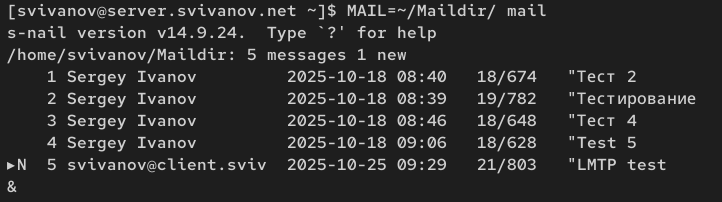 [svivanov@server.svivanov.net ~]$ MAIL=~/Maildir/ mail
s-nail version v14.9.24.  Type `?' for help
/home/svivanov/Maildir: 5 messages 1 new
    1 Sergey Ivanov      2025-10-18 08:40   18/674   "Тест 2
    2 Sergey Ivanov      2025-10-18 08:39   19/782   "Тестирование
    3 Sergey Ivanov      2025-10-18 08:46   18/648   "Тест 4
    4 Sergey Ivanov      2025-10-18 09:06   18/628   "Test 5
▸N  5 svivanov@client.sviv  2025-10-25 09:29   21/803   "LMTP test
&